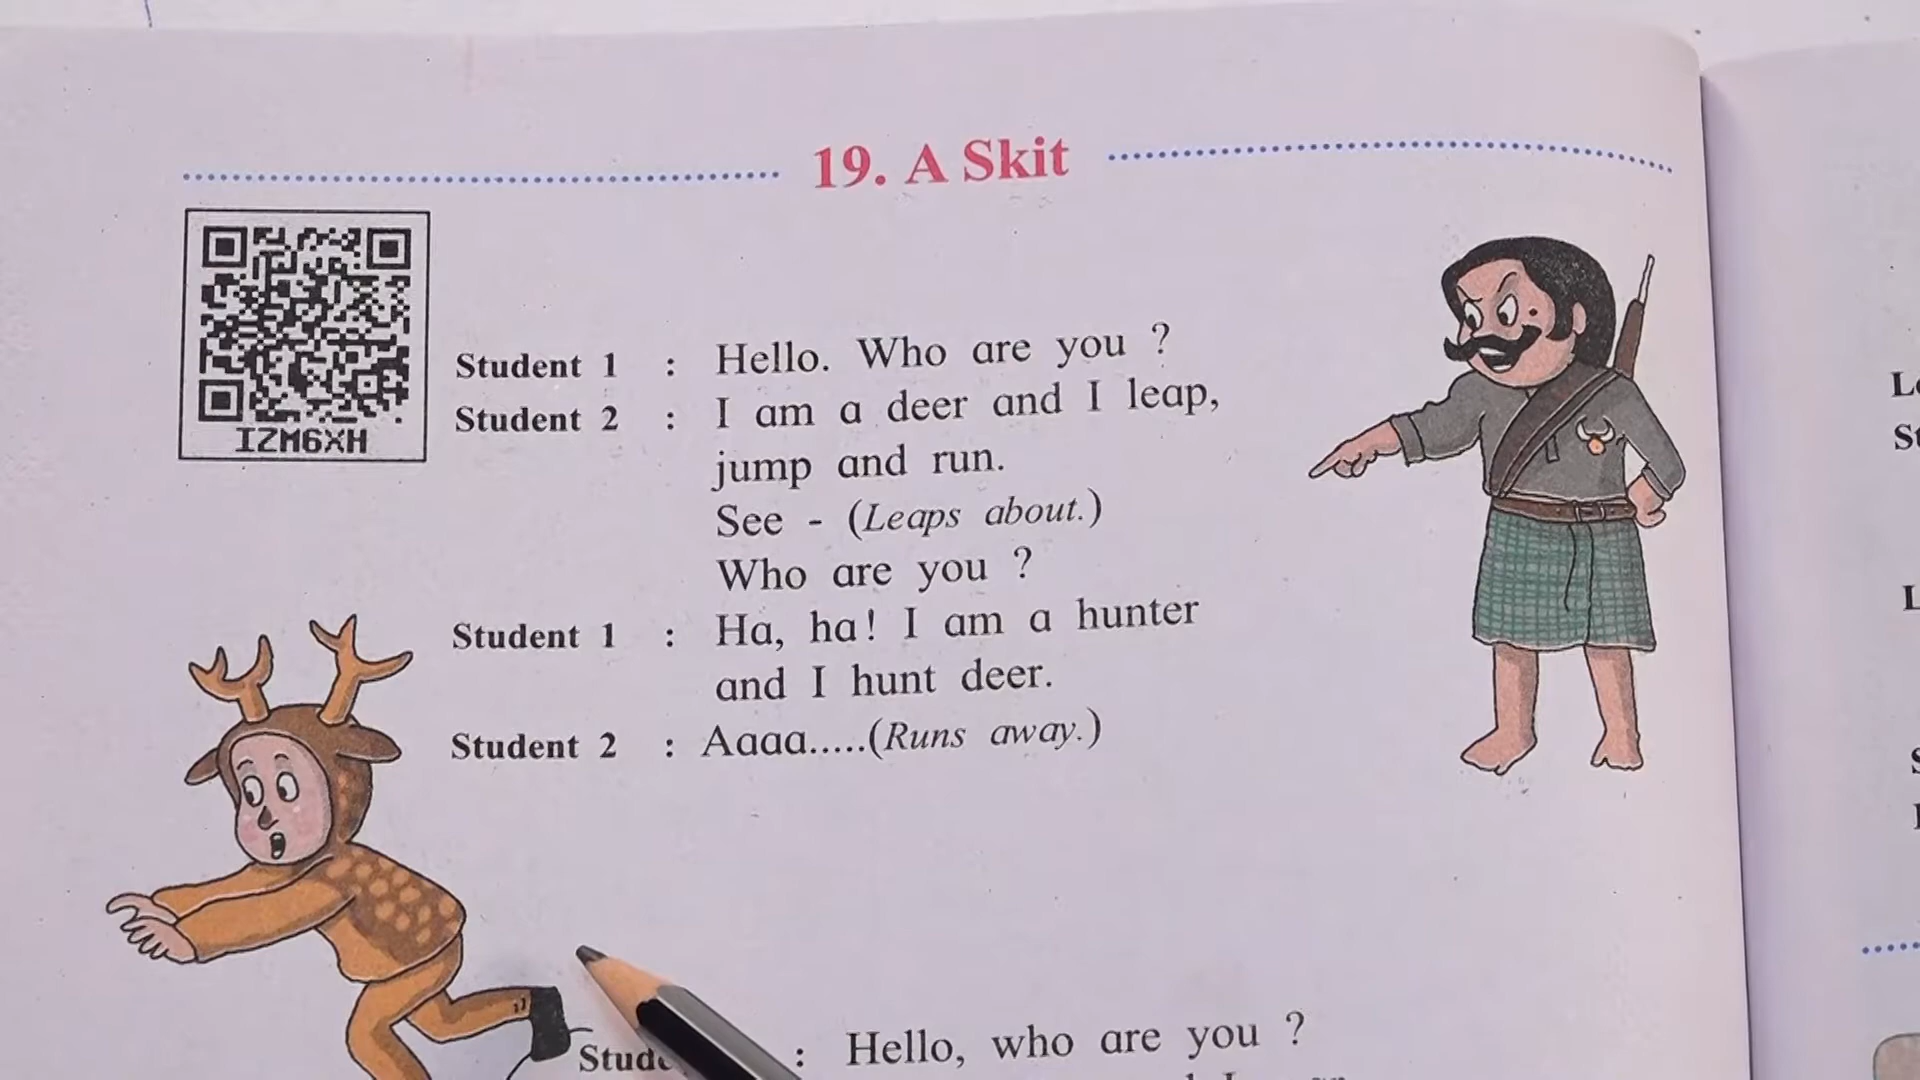 19. A Skit
IZM6XH
Student 1 : Hello. Who are you ?
Student 2 : I am a deer and I leap,
jump and run.
See - (Leaps about.)
Who are you ?
Student 1 : Ha, ha! I am a hunter
and I hunt deer.
Student 2 : Aaaa.....(Runs away.)
: Hello, who are you ?